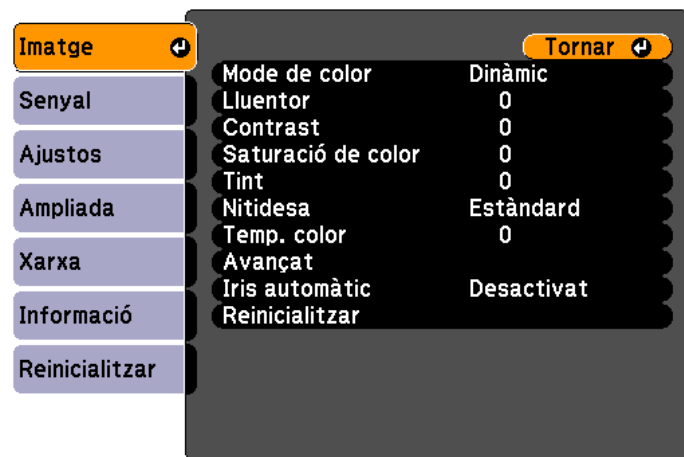 Imatge
Senyal
Ajustos
Ampliada
Xarxa
Informació
Reinicialitzar
Tornar
Mode de color Dinàmic
Lluentor 0
Contrast 0
Saturació de color 0
Tint 0
Nitidesa Estàndard
Temp. color 0
Avançat
Iris automàtic Desactivat
Reinicialitzar